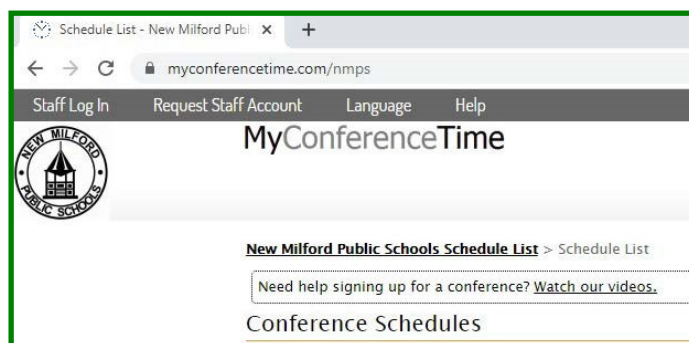 Schedule List - New Milford Publ
myconferencetime.com/nmps
Staff Log In Request Staff Account Language Help
NEW MILFORD
PUBLIC SCHOOLS
MyConferenceTime
New Milford Public Schools Schedule List > Schedule List
Need help signing up for a conference? Watch our videos.
Conference Schedules